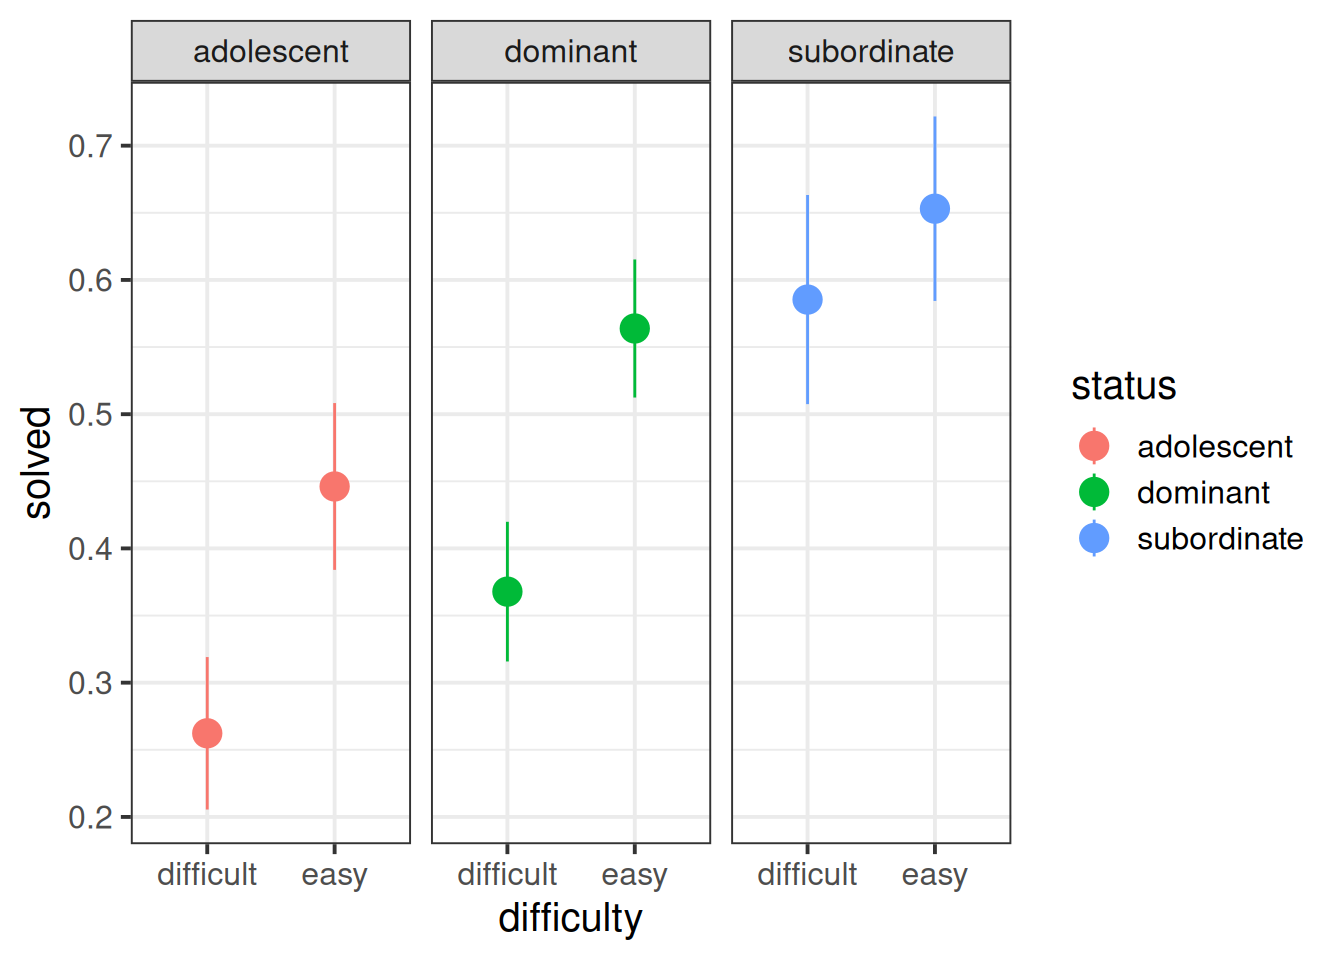 adolescent dominant subordinate
0.7
0.6
0.5
0.4
0.3
0.2
solved
difficult easy difficult easy difficult easy
difficulty
status
adolescent
dominant
subordinate